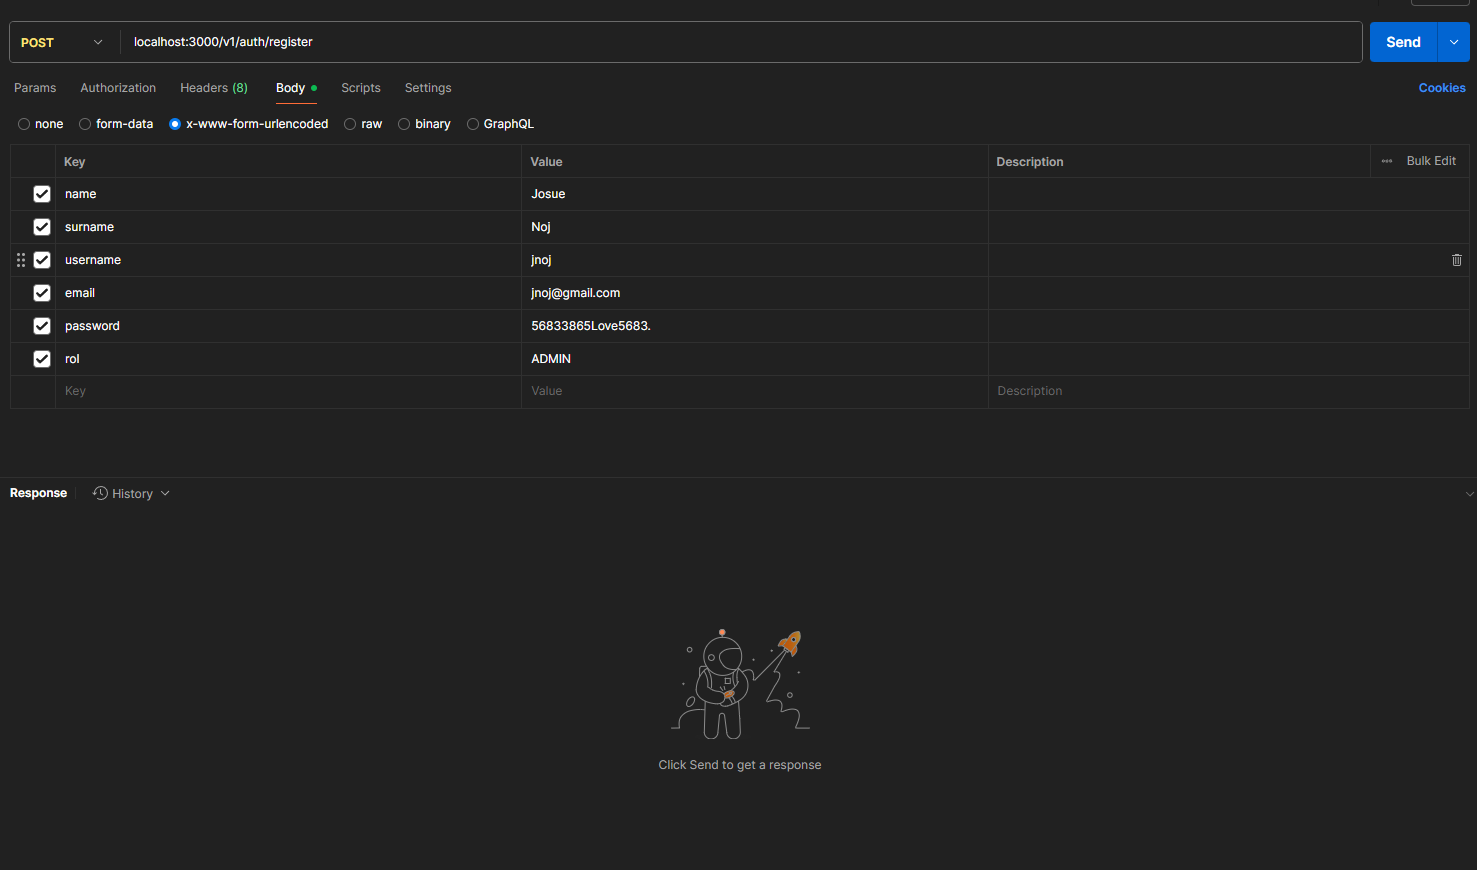 POST localhost:3000/v1/auth/register Send
Params Authorization Headers (8) Body Scripts Settings Cookies
none form-data x-www-form-urlencoded raw binary GraphQL
Key Value Description Bulk Edit
name Josue
surname Noj
username jnoj
email jnoj@gmail.com
password 56833865Love5683.
rol ADMIN
Key Value Description
Response History
Click Send to get a response